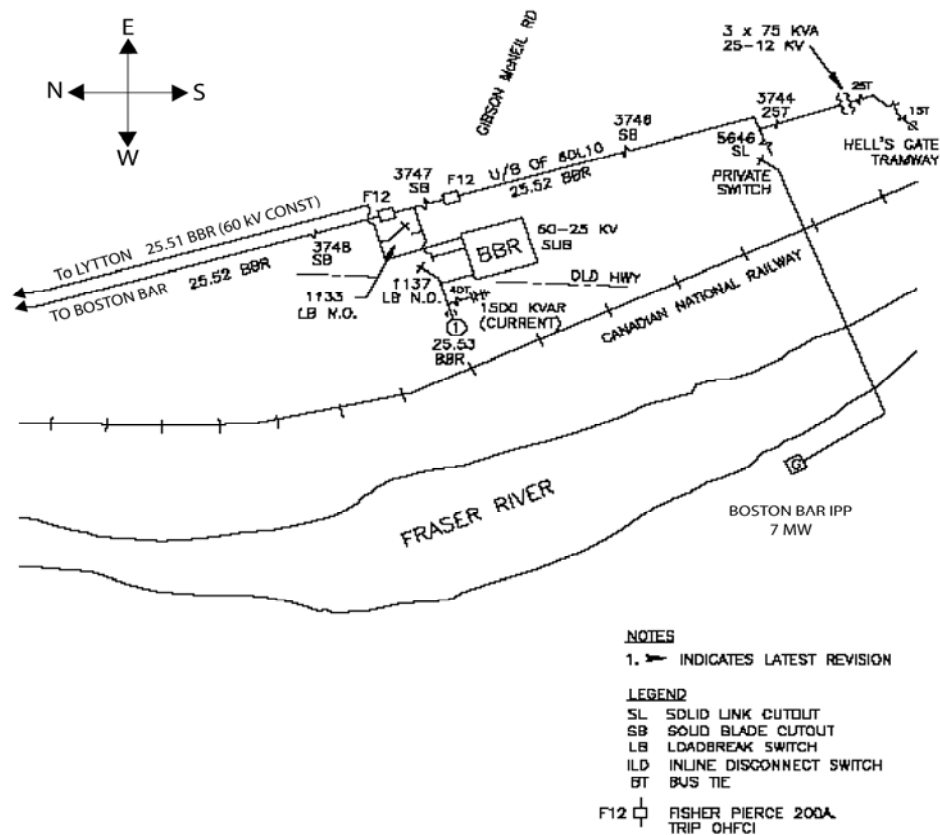 E
N
S
W
GIBSON MCNEIL RD
3 x 75 KVA
25-12 KV
25T
15T
3744
25T
HELL'S GATE
TRAMWAY
5646
SL
PRIVATE
SWITCH
3746
SB
U/B OF 60L10
25.52 BBR
F12
3747
SB
F12
To LYTTON 25.51 BBR (60 kV CONST)
TO BOSTON BAR 25.52 BBR
3748
SB
60-25 KV
SUB
BBR
OLD HWY
1133
LB N.O.
1137
LB N.O.
40T
1500 KVAR
(CURRENT)
1
25.53
BBR
CANADIAN NATIONAL RAILWAY
FRASER RIVER
G
BOSTON BAR IPP
7 MW
NOTES
1. INDICATES LATEST REVISION
LEGEND
SL SOLID LINK CUTOUT
SB SOLID BLADE CUTOUT
LB LOADBREAK SWITCH
ILD INLINE DISCONNECT SWITCH
BT BUS TIE
F12 FISHER PIERCE 200A.
TRIP OHFCI